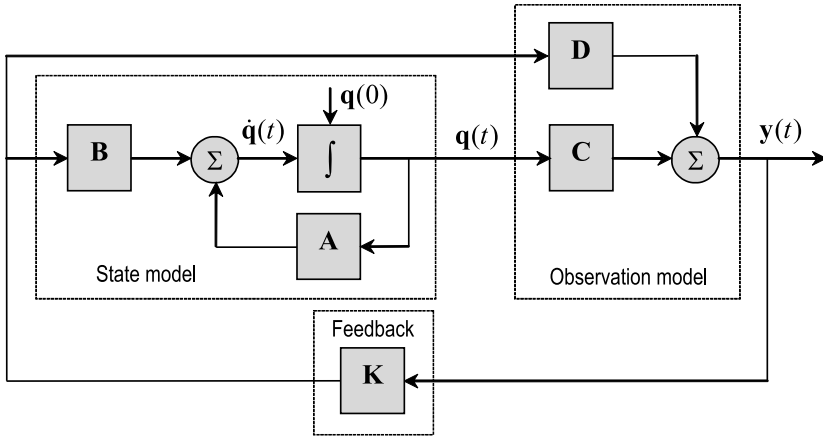 D
q(0)
B
Σ
q̇(t)
∫
q(t)
C
Σ
y(t)
A
State model
Observation model
Feedback
K